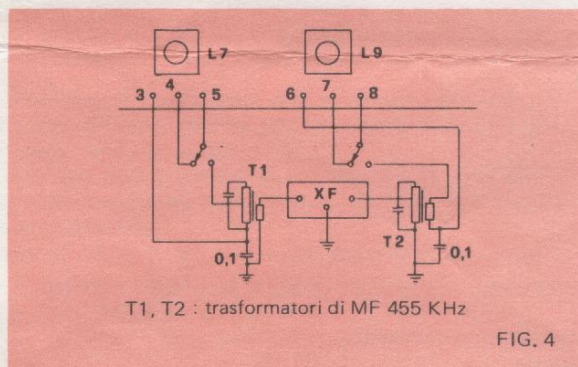 L7
L9
3 4 5 6 7 8
T1
XF
T2
0,1
0,1
T1, T2 : trasformatori di MF 455 KHz
FIG. 4